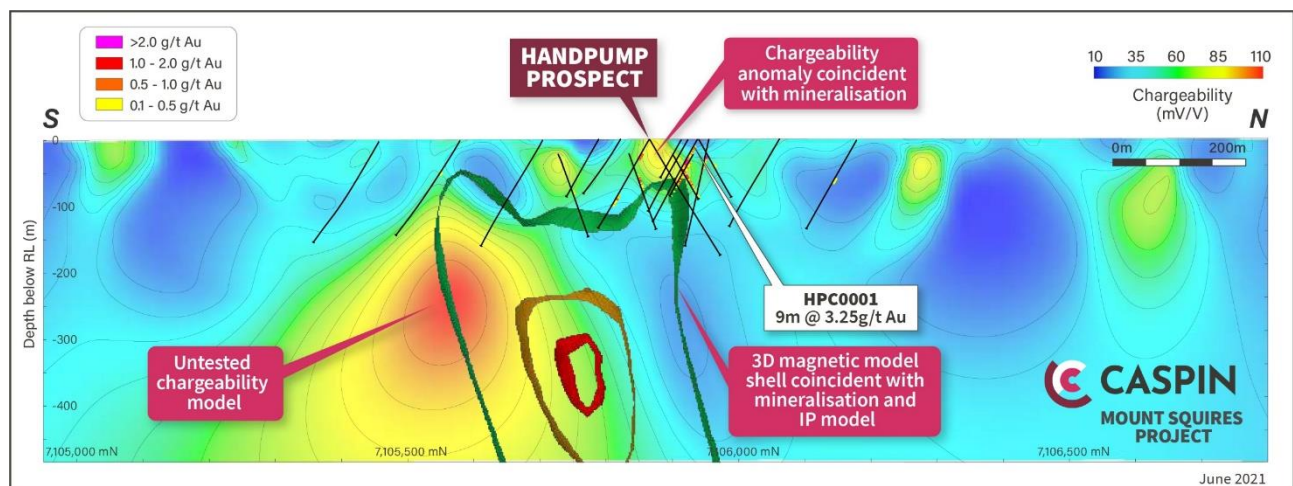 >2.0 g/t Au
1.0 - 2.0 g/t Au
0.5 - 1.0 g/t Au
0.1 - 0.5 g/t Au
HANDPUMP
PROSPECT
Chargeability
anomaly coincident
with mineralisation
10 35 60 85 110
Chargeability
(mV/V)
S
N
0m 200m
Depth below RL (m)
0
-100
-200
-300
-400
HPC0001
9m @ 3.25g/t Au
Untested
chargeability
model
3D magnetic model
shell coincident with
mineralisation and
IP model
CASPIN
MOUNT SQUIRES
PROJECT
7,105,000 mN 7,105,500 mN 7,106,000 mN 7,106,500 mN
June 2021